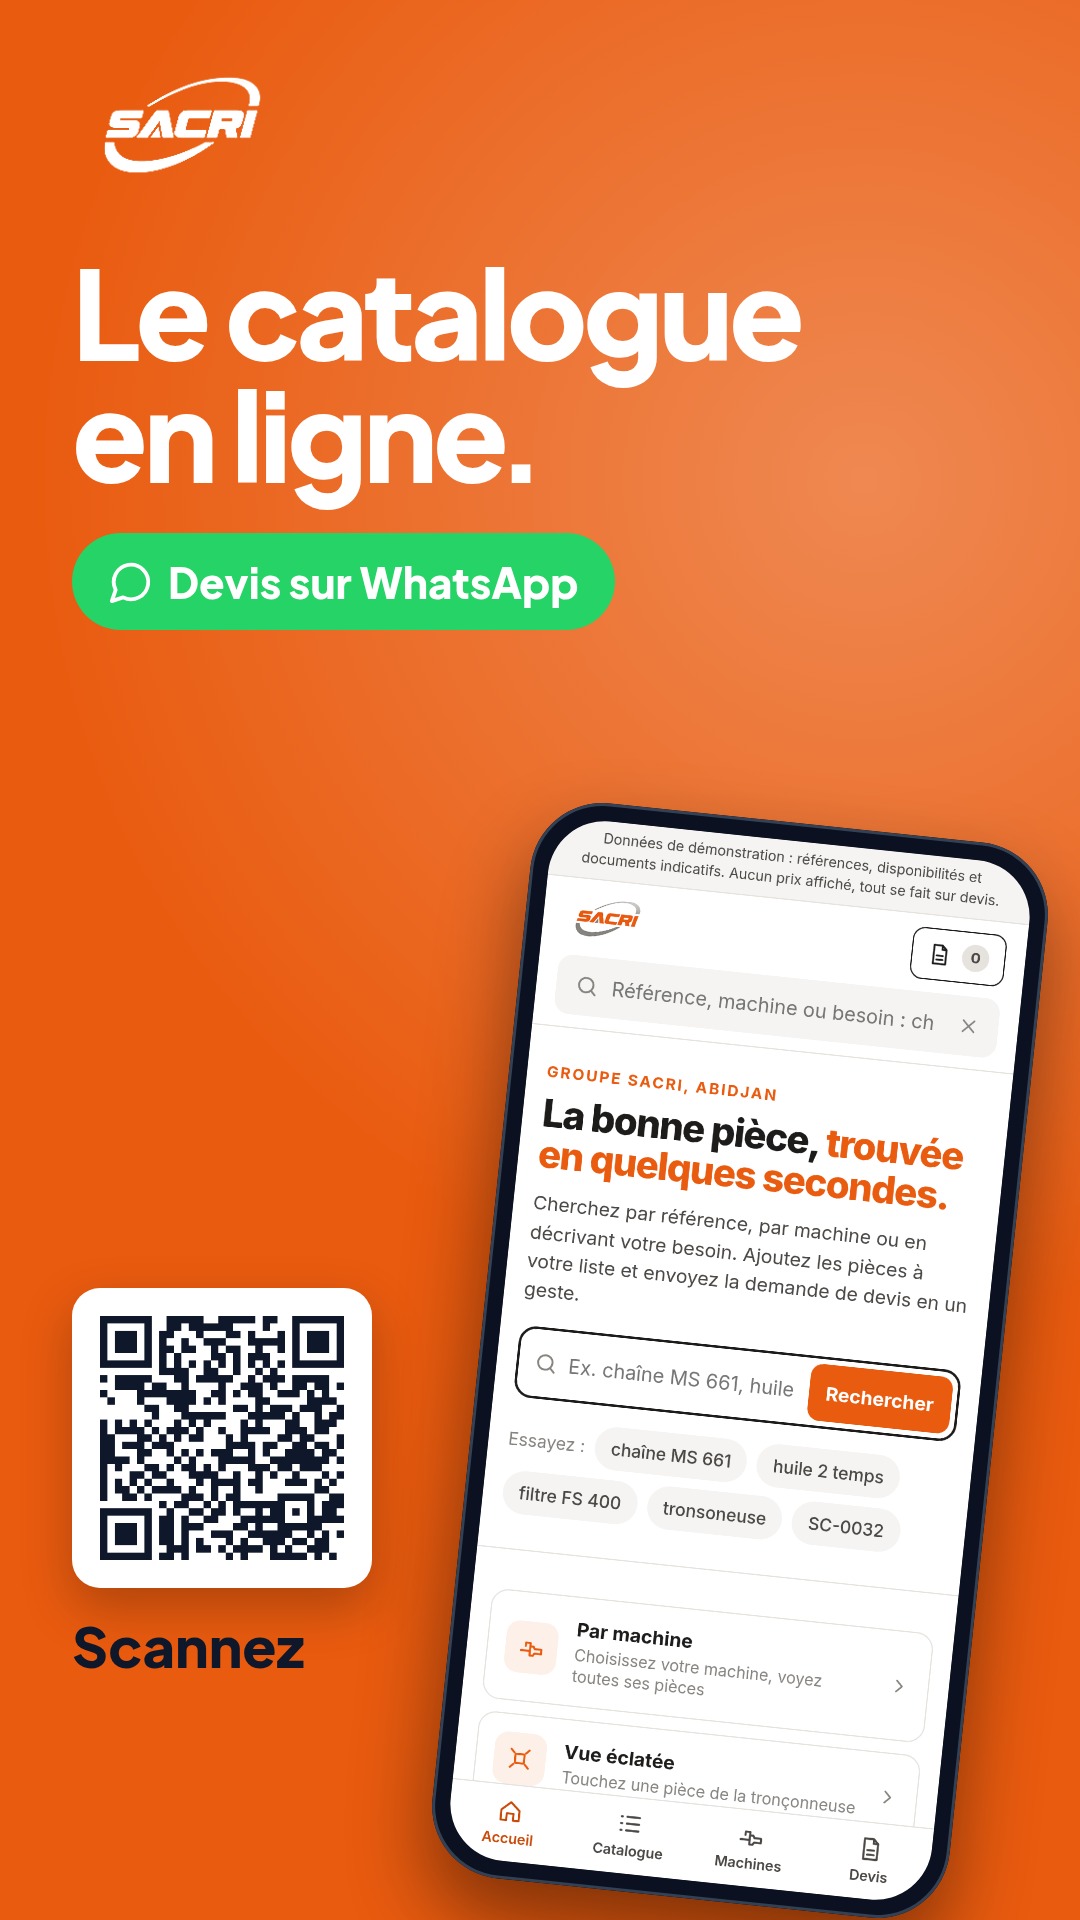 SACRI
Le catalogue
en ligne.
Devis sur WhatsApp
Données de démonstration : références, disponibilités et
documents indicatifs. Aucun prix affiché, tout se fait sur devis.
SACRI
0
Référence, machine ou besoin : ch
GROUPE SACRI, ABIDJAN
La bonne pièce, trouvée
en quelques secondes.
Cherchez par référence, par machine ou en
décrivant votre besoin. Ajoutez les pièces à
votre liste et envoyez la demande de devis en un
geste.
Ex. chaîne MS 661, huile
Rechercher
Essayez :
chaîne MS 661
huile 2 temps
filtre FS 400
tronsoneuse
SC-0032
Par machine
Choisissez votre machine, voyez
toutes ses pièces
Vue éclatée
Touchez une pièce de la tronçonneuse
Accueil
Catalogue
Machines
Devis
Scannez